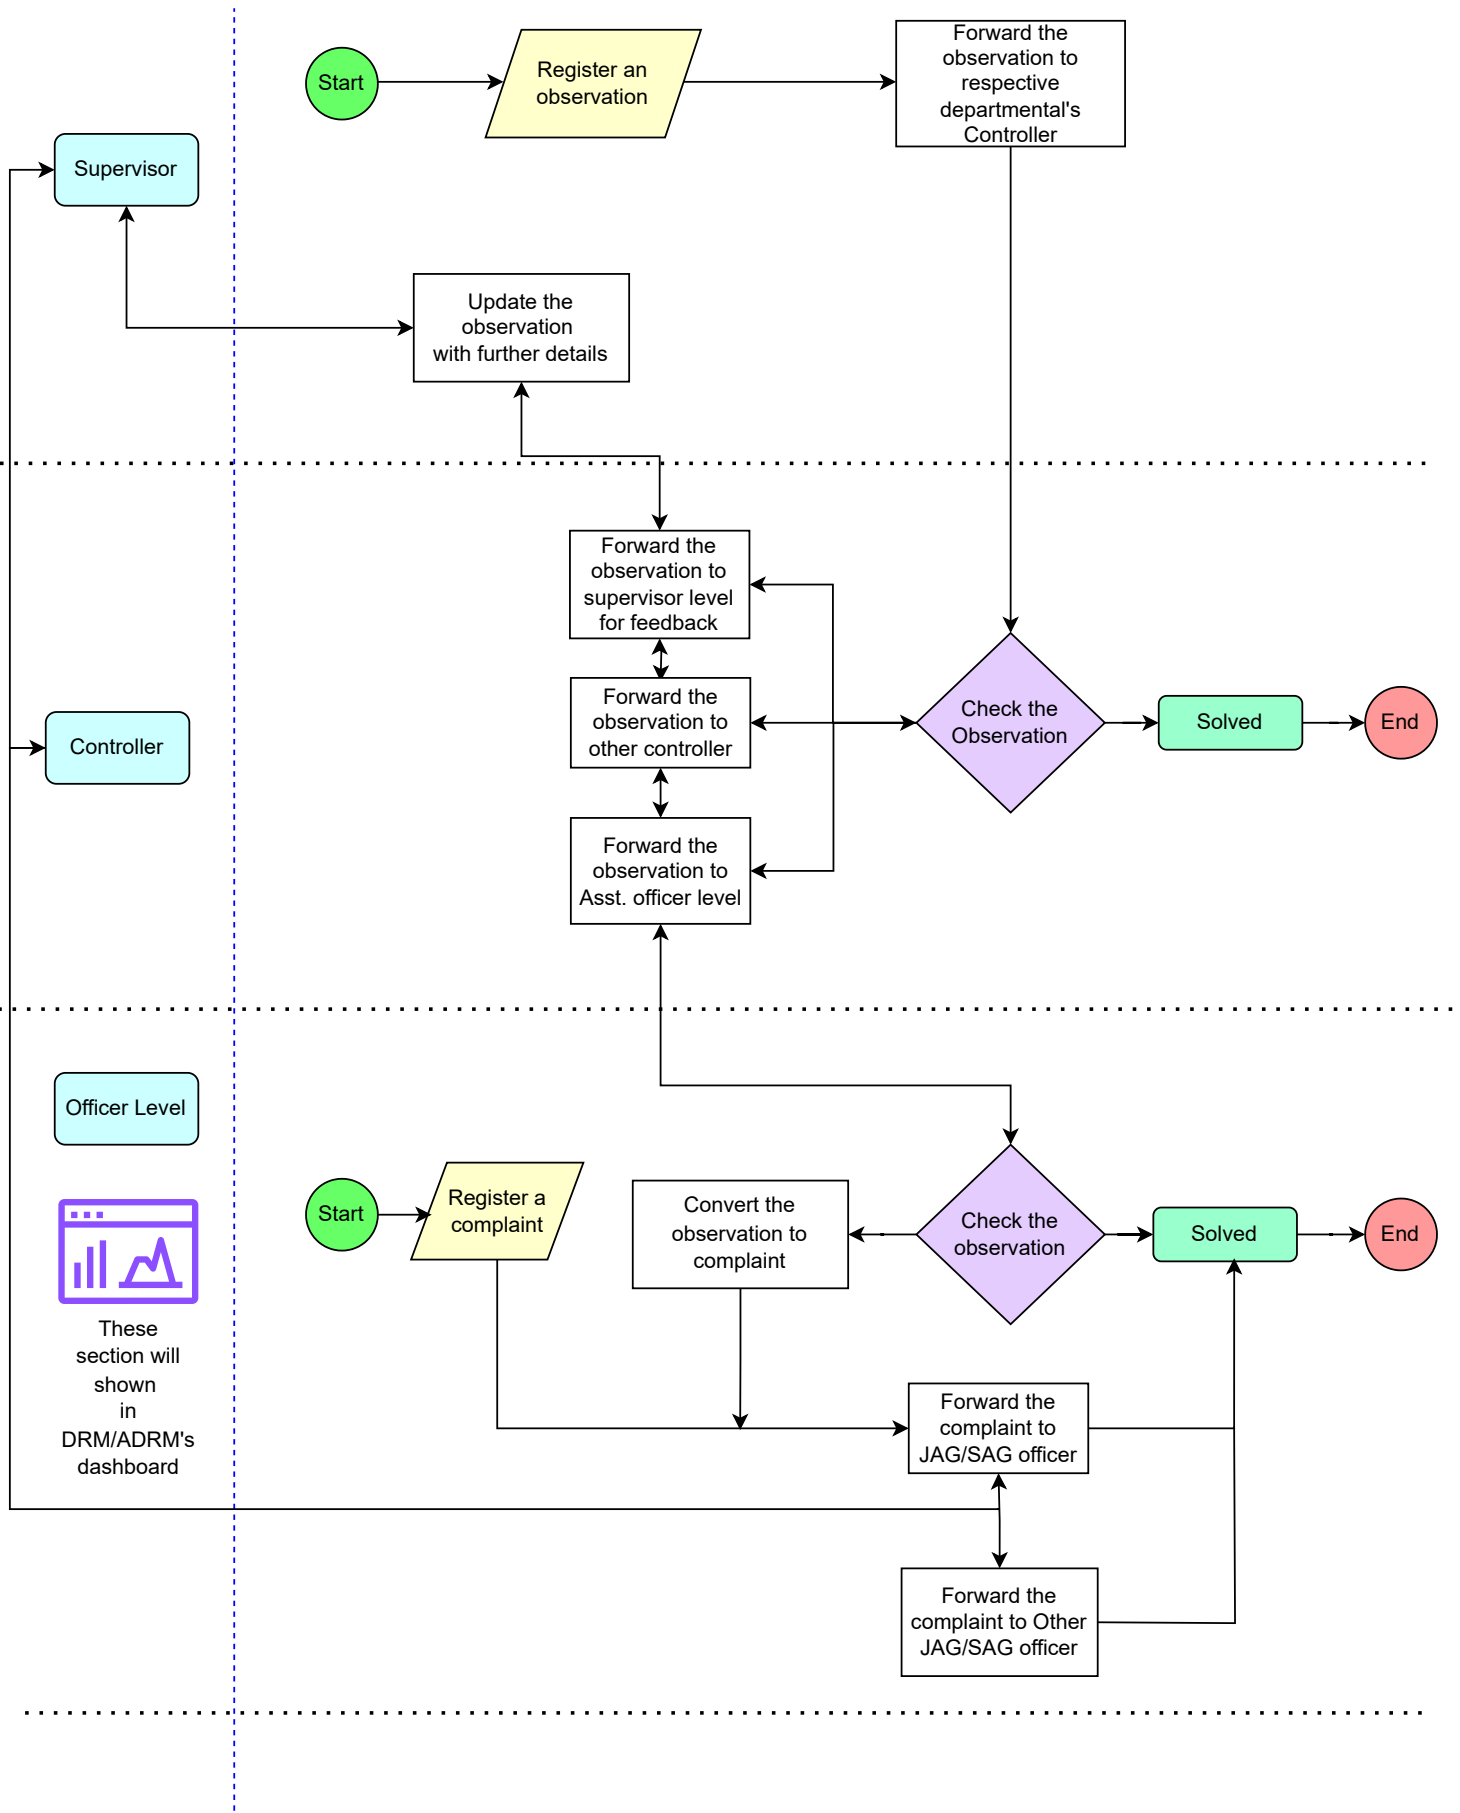 Start
Register an
observation
Forward the
observation to
respective
departmental's
Controller
Supervisor
Update the
observation
with further details
Forward the
observation to
supervisor level
for feedback
Forward the
observation to
other controller
Check the
Observation
Solved
End
Controller
Forward the
observation to
Asst. officer level
Officer Level
These
section will
shown
in
DRM/ADRM's
dashboard
Start
Register a
complaint
Convert the
observation to
complaint
Check the
observation
Solved
End
Forward the
complaint to
JAG/SAG officer
Forward the
complaint to Other
JAG/SAG officer